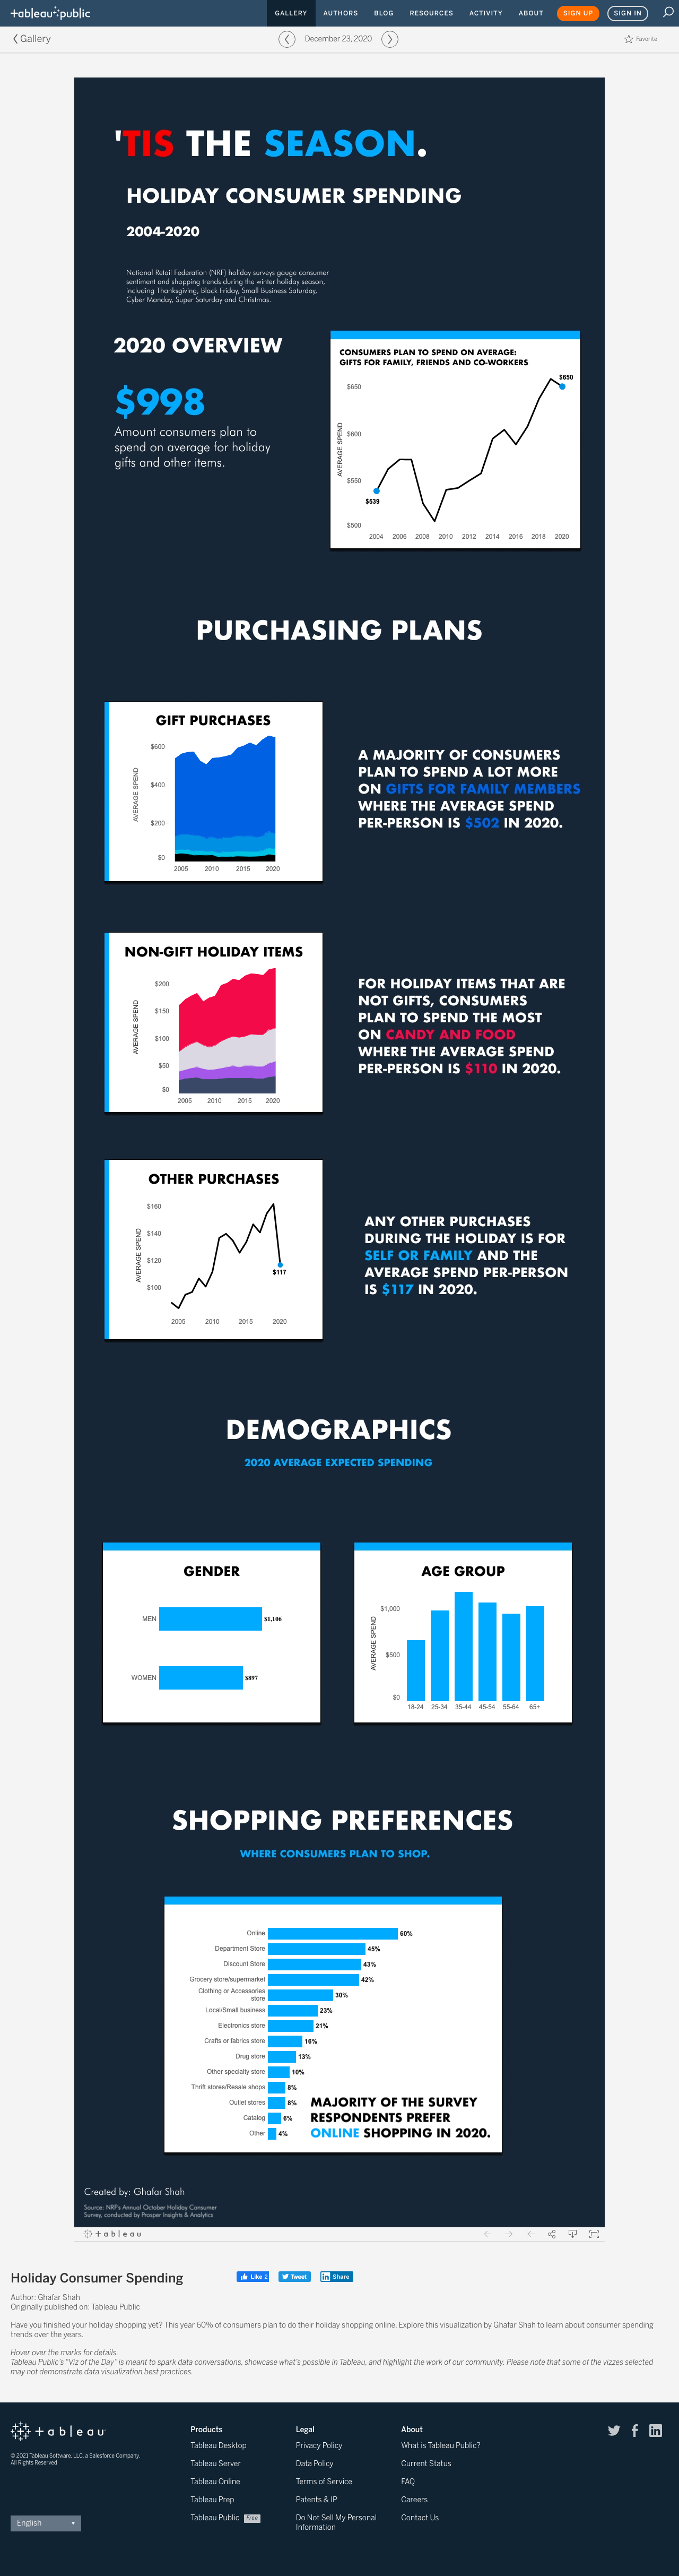 +ableau public
GALLERY AUTHORS BLOG RESOURCES ACTIVITY ABOUT SIGN UP SIGN IN
Gallery
December 23, 2020
Favorite
'TIS THE SEASON.
HOLIDAY CONSUMER SPENDING
2004-2020
National Retail Federation (NRF) holiday surveys gauge consumer
sentiment and shopping trends during the winter holiday season,
including Thanksgiving, Black Friday, Small Business Saturday,
Cyber Monday, Super Saturday and Christmas.
2020 OVERVIEW
$998
Amount consumers plan to
spend on average for holiday
gifts and other items.
CONSUMERS PLAN TO SPEND ON AVERAGE:
GIFTS FOR FAMILY, FRIENDS AND CO-WORKERS
$650
$650
$600
AVERAGE SPEND
$550
$539
$500
2004 2006 2008 2010 2012 2014 2016 2018 2020
PURCHASING PLANS
GIFT PURCHASES
$600
$400
AVERAGE SPEND
$200
$0
2005 2010 2015 2020
A MAJORITY OF CONSUMERS
PLAN TO SPEND A LOT MORE
ON GIFTS FOR FAMILY MEMBERS
WHERE THE AVERAGE SPEND
PER-PERSON IS $502 IN 2020.
NON-GIFT HOLIDAY ITEMS
$200
$150
AVERAGE SPEND
$100
$50
$0
2005 2010 2015 2020
FOR HOLIDAY ITEMS THAT ARE
NOT GIFTS, CONSUMERS
PLAN TO SPEND THE MOST
ON CANDY AND FOOD
WHERE THE AVERAGE SPEND
PER-PERSON IS $110 IN 2020.
OTHER PURCHASES
$160
$140
AVERAGE SPEND
$120
$117
$100
2005 2010 2015 2020
ANY OTHER PURCHASES
DURING THE HOLIDAY IS FOR
SELF OR FAMILY AND THE
AVERAGE SPEND PER-PERSON
IS $117 IN 2020.
DEMOGRAPHICS
2020 AVERAGE EXPECTED SPENDING
GENDER
MEN $1,106
WOMEN $897
AGE GROUP
$1,000
AVERAGE SPEND
$500
$0
18-24 25-34 35-44 45-54 55-64 65+
SHOPPING PREFERENCES
WHERE CONSUMERS PLAN TO SHOP.
Online 60%
Department Store 45%
Discount Store 43%
Grocery store/supermarket 42%
Clothing or Accessories
store 30%
Local/Small business 23%
Electronics store 21%
Crafts or fabrics store 16%
Drug store 13%
Other specialty store 10%
Thrift stores/Resale shops 8%
Outlet stores 8%
Catalog 6%
Other 4%
MAJORITY OF THE SURVEY
RESPONDENTS PREFER
ONLINE SHOPPING IN 2020.
Created by: Ghafar Shah
Source: NRF's Annual October Holiday Consumer
Survey, conducted by Prosper Insights & Analytics
+ableau
Holiday Consumer Spending
Like 2 Tweet Share
Author: Ghafar Shah
Originally published on: Tableau Public
Have you finished your holiday shopping yet? This year 60% of consumers plan to do their holiday shopping online. Explore this visualization by Ghafar Shah to learn about consumer spending
trends over the years.
Hover over the marks for details.
Tableau Public's "Viz of the Day" is meant to spark data conversations, showcase what's possible in Tableau, and highlight the work of our community. Please note that some of the vizzes selected
may not demonstrate data visualization best practices.
+ableau
© 2021 Tableau Software, LLC, a Salesforce Company.
All Rights Reserved
English
Products
Tableau Desktop
Tableau Server
Tableau Online
Tableau Prep
Tableau Public Free
Legal
Privacy Policy
Data Policy
Terms of Service
Patents & IP
Do Not Sell My Personal
Information
About
What is Tableau Public?
Current Status
FAQ
Careers
Contact Us